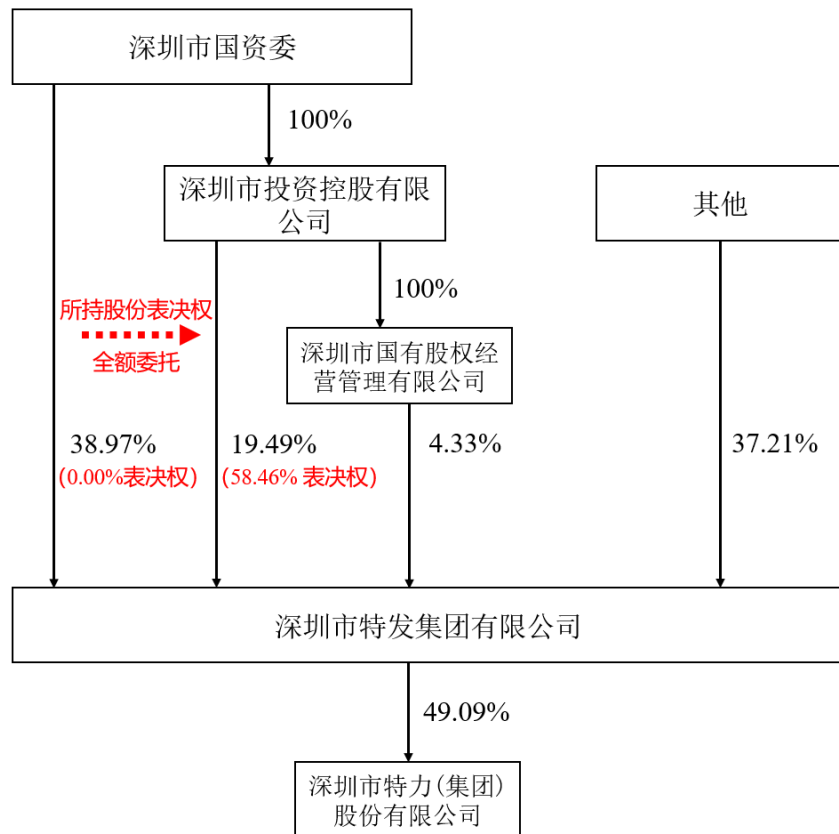 深圳市国资委
100%
深圳市投资控股有限
公司
其他
100%
所持股份表决权
全额委托
深圳市国有股权经
营管理有限公司
38.97%
(0.00%表决权)
19.49%
(58.46% 表决权)
4.33%
37.21%
深圳市特发集团有限公司
49.09%
深圳市特力(集团)
股份有限公司